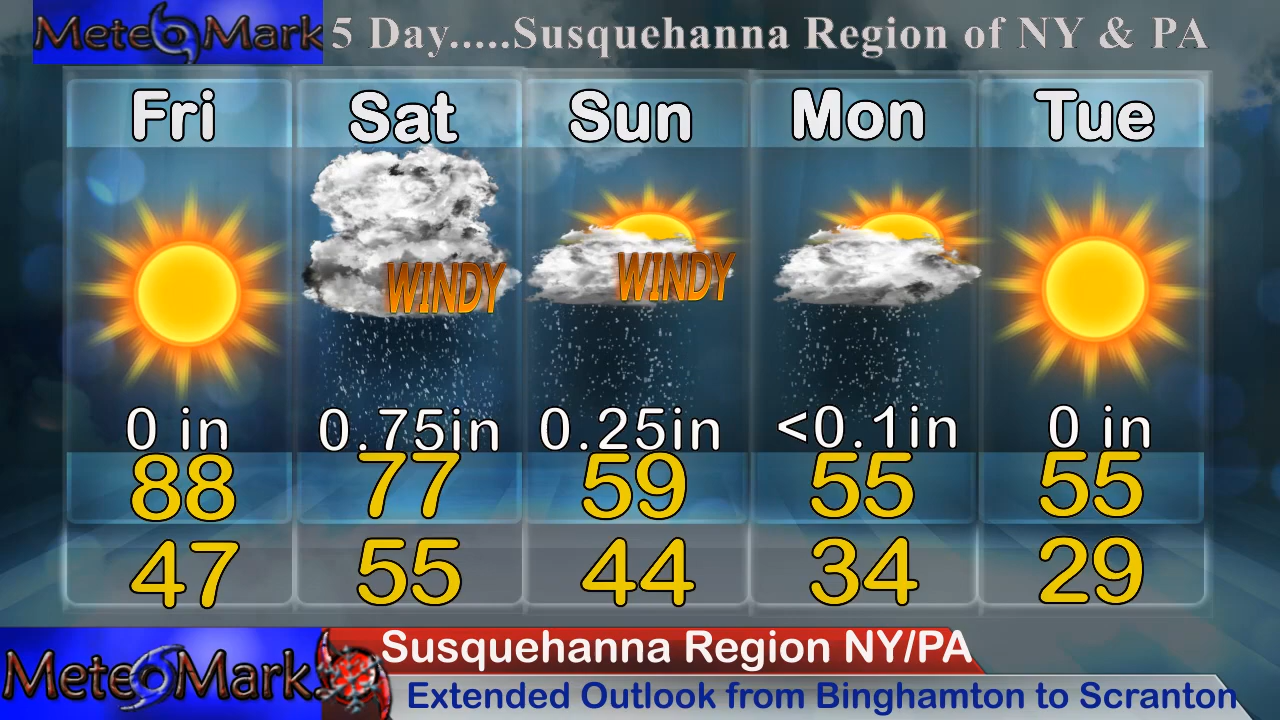 MeteoMark 5 Day.....Susquehanna Region of NY & PA
Fri Sat Sun Mon Tue
WINDY WINDY
0 in 0.75in 0.25in <0.1in 0 in
88 77 59 55 55
47 55 44 34 29
Susquehanna Region NY/PA
MeteoMark
Extended Outlook from Binghamton to Scranton